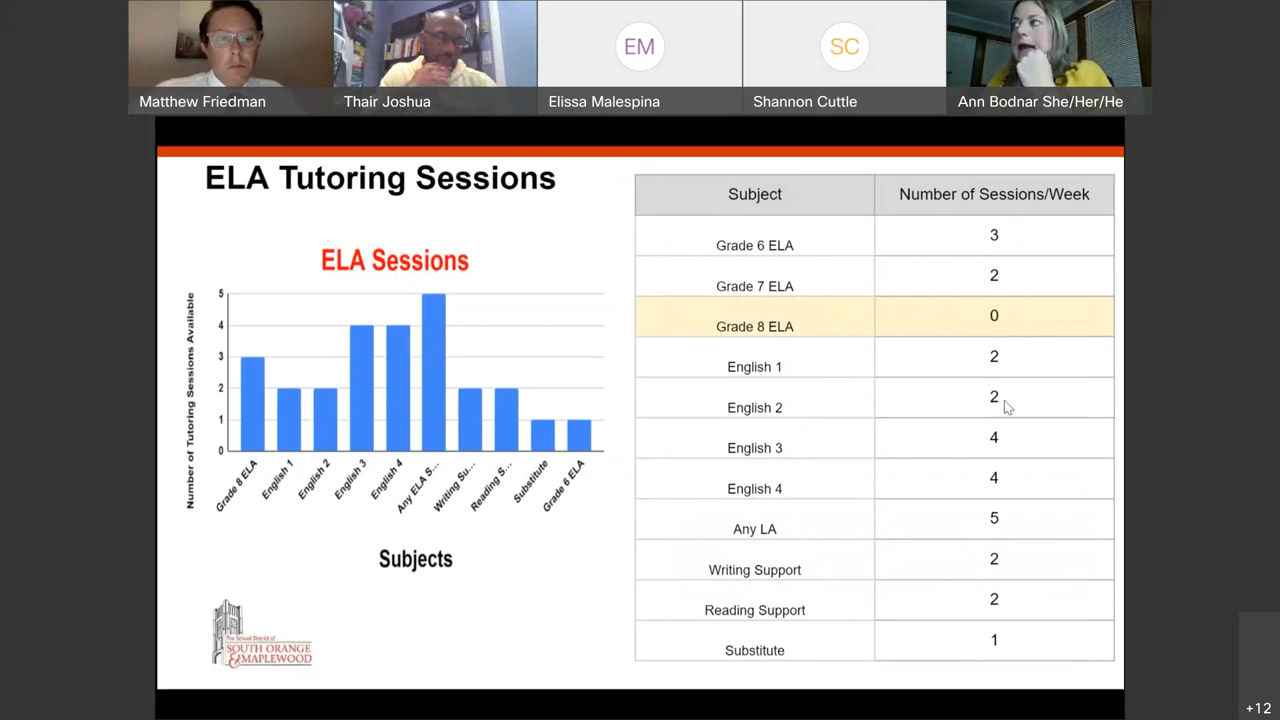 EM
SC
Matthew Friedman
Thair Joshua
Elissa Malespina
Shannon Cuttle
Ann Bodnar She/Her/He
ELA Tutoring Sessions
ELA Sessions
Number of Tutoring Sessions Available
5
4
3
2
1
0
Grade 8 ELA
English 1
English 2
English 3
English 4
Any ELA S...
Writing Su...
Reading S...
Substitute
Grade 6 ELA
Subjects
The School District of
SOUTH ORANGE
&MAPLEWOOD
Subject Number of Sessions/Week
Grade 6 ELA 3
Grade 7 ELA 2
Grade 8 ELA 0
English 1 2
English 2 2
English 3 4
English 4 4
Any LA 5
Writing Support 2
Reading Support 2
Substitute 1
+12